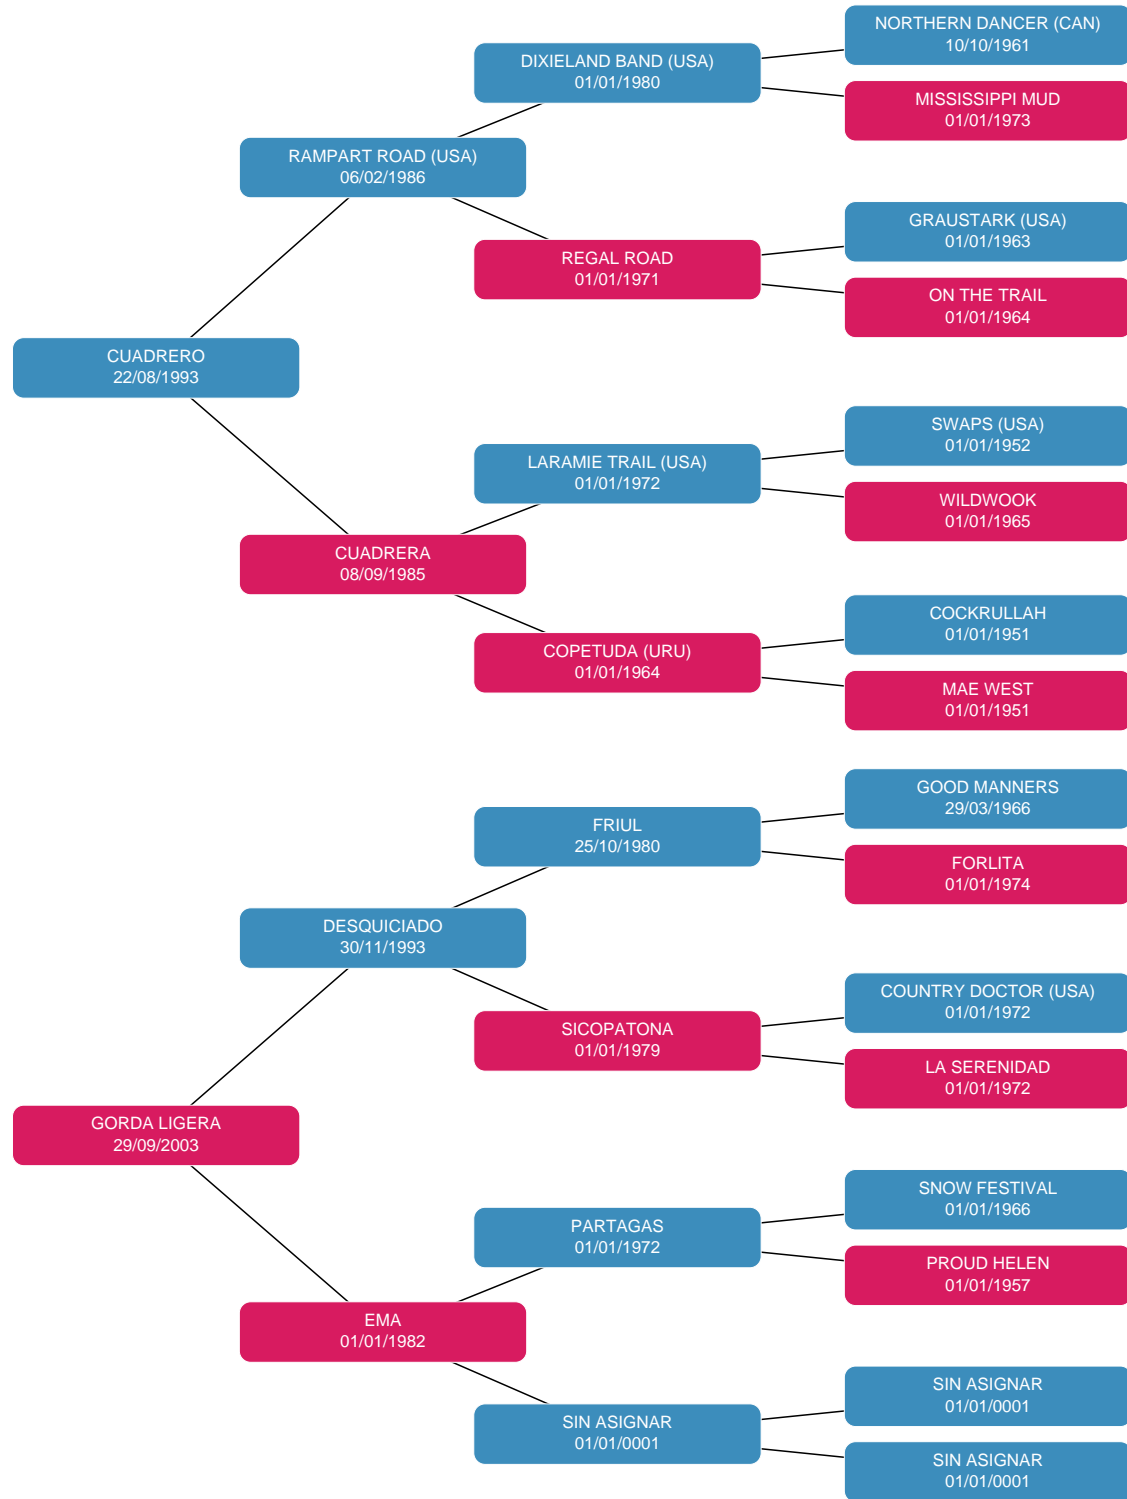 NORTHERN DANCER (CAN)
10/10/1961
DIXIELAND BAND (USA)
01/01/1980
MISSISSIPPI MUD
01/01/1973
RAMPART ROAD (USA)
06/02/1986
GRAUSTARK (USA)
01/01/1963
REGAL ROAD
01/01/1971
ON THE TRAIL
01/01/1964
CUADRERO
22/08/1993
SWAPS (USA)
01/01/1952
LARAMIE TRAIL (USA)
01/01/1972
WILDWOOK
01/01/1965
CUADRERA
08/09/1985
COCKRULLAH
01/01/1951
COPETUDA (URU)
01/01/1964
MAE WEST
01/01/1951
GOOD MANNERS
29/03/1966
FRIUL
25/10/1980
FORLITA
01/01/1974
DESQUICIADO
30/11/1993
COUNTRY DOCTOR (USA)
01/01/1972
SICOPATONA
01/01/1979
LA SERENIDAD
01/01/1972
GORDA LIGERA
29/09/2003
SNOW FESTIVAL
01/01/1966
PARTAGAS
01/01/1972
PROUD HELEN
01/01/1957
EMA
01/01/1982
SIN ASIGNAR
01/01/0001
SIN ASIGNAR
01/01/0001
SIN ASIGNAR
01/01/0001